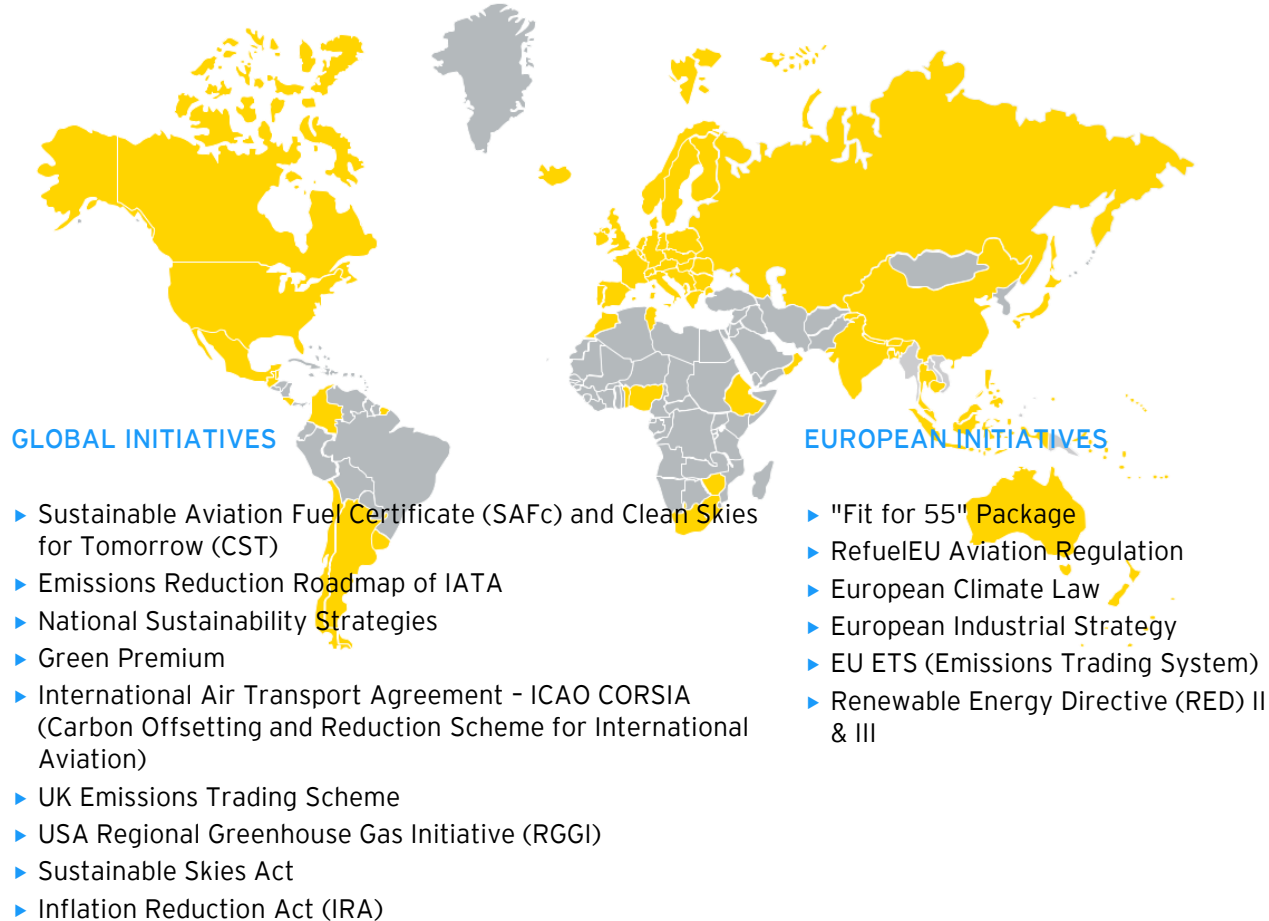 GLOBAL INITIATIVES
▶ Sustainable Aviation Fuel Certificate (SAFc) and Clean Skies
for Tomorrow (CST)
▶ Emissions Reduction Roadmap of IATA
▶ National Sustainability Strategies
▶ Green Premium
▶ International Air Transport Agreement – ICAO CORSIA
(Carbon Offsetting and Reduction Scheme for International
Aviation)
▶ UK Emissions Trading Scheme
▶ USA Regional Greenhouse Gas Initiative (RGGI)
▶ Sustainable Skies Act
▶ Inflation Reduction Act (IRA)
EUROPEAN INITIATIVES
▶ "Fit for 55" Package
▶ RefuelEU Aviation Regulation
▶ European Climate Law
▶ European Industrial Strategy
▶ EU ETS (Emissions Trading System)
▶ Renewable Energy Directive (RED) II
& III